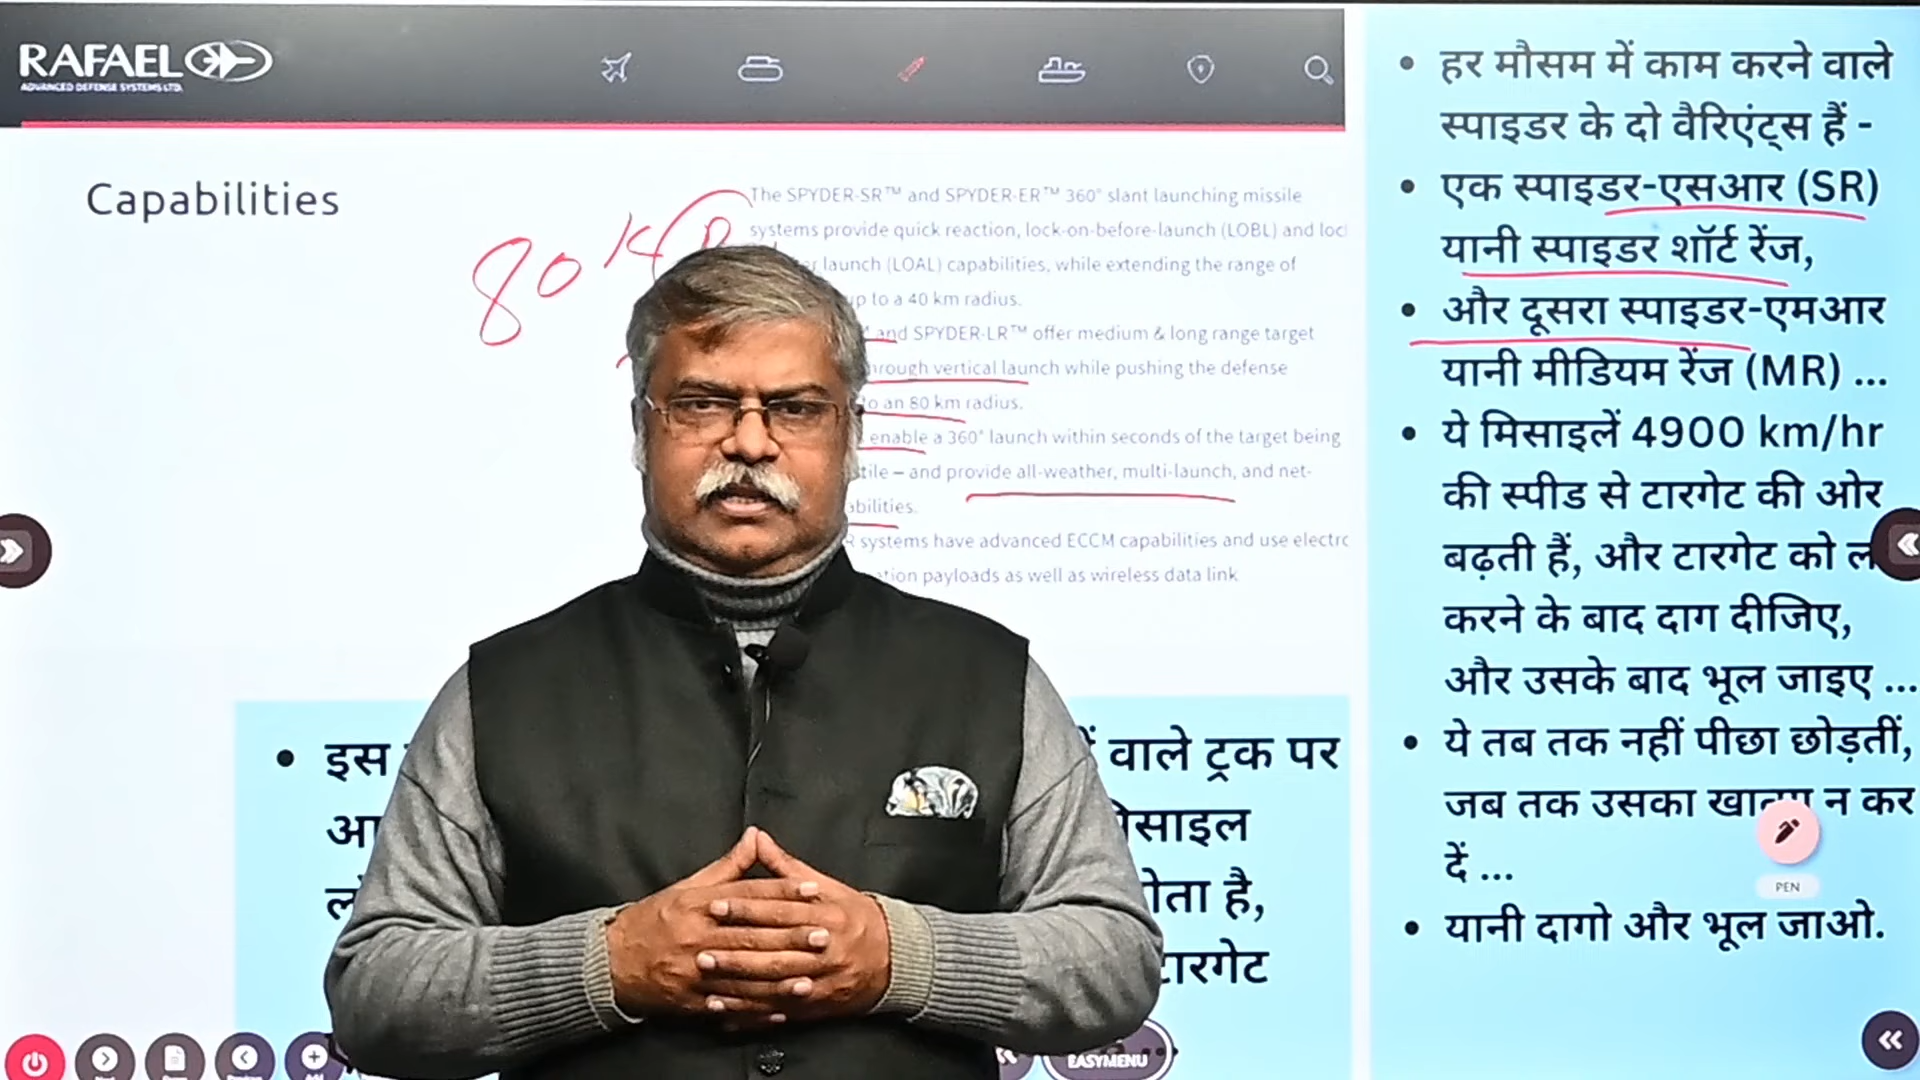 RAFAEL
ADVANCED DEFENSE SYSTEMS LTD.
Capabilities
80 K
The SPYDER-SR™ and SPYDER-ER™ 360° slant launching missile
systems provide quick reaction, lock-on-before-launch (LOBL) and loc
launch (LOAL) capabilities, while extending the range of
up to a 40 km radius.
and SPYDER-LR™ offer medium & long range target
hrough vertical launch while pushing the defense
to an 80 km radius.
enable a 360° launch within seconds of the target being
stile – and provide all-weather, multi-launch, and net-
abilities.
R systems have advanced ECCM capabilities and use electro
ation payloads as well as wireless data link
इस वाले ट्रक पर
आ
टारगेट
हर मौसम में काम करने वाले
स्पाइडर के दो वैरिएंट्स हैं -
एक स्पाइडर-एसआर (SR)
यानी स्पाइडर शॉर्ट रेंज,
और दूसरा स्पाइडर-एमआर
यानी मीडियम रेंज (MR) ...
ये मिसाइलें 4900 km/hr
की स्पीड से टारगेट की ओर
बढ़ती हैं, और टारगेट को ल
करने के बाद दाग दीजिए,
और उसके बाद भूल जाइए ...
ये तब तक नहीं पीछा छोड़तीं,
जब तक उसका न कर
दें ...
यानी दागो और भूल जाओ.
PEN
EASYMENU